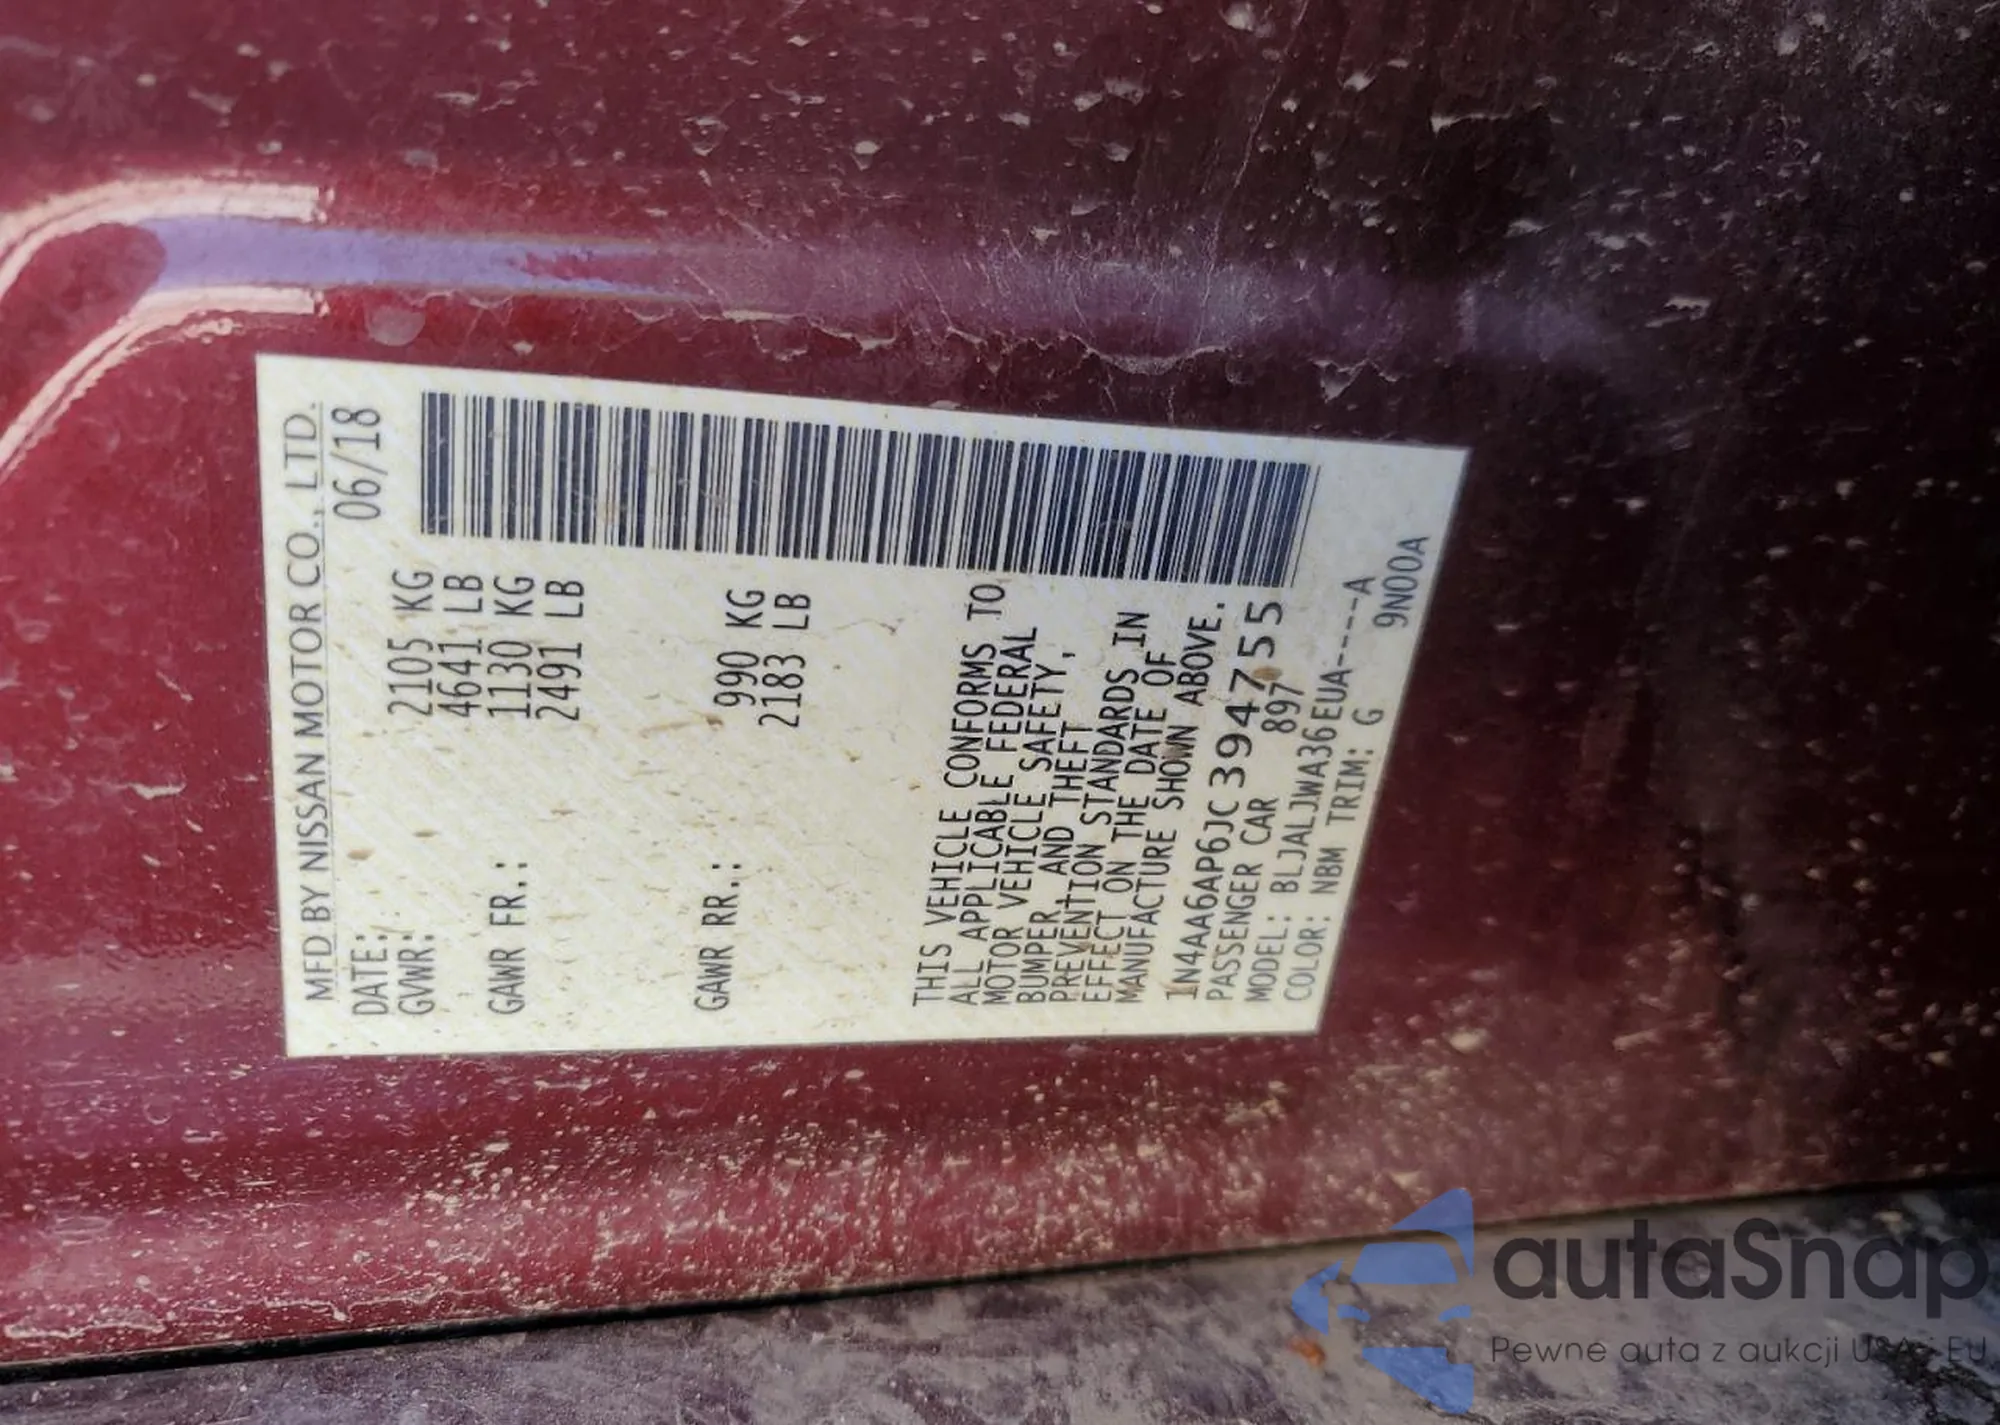 MFD BY NISSAN MOTOR CO., LTD.
DATE: 06/18
GVWR: 2105 KG
4641 LB
GAWR FR.: 1130 KG
2491 LB
GAWR RR.: 990 KG
2183 LB
THIS VEHICLE CONFORMS TO
ALL APPLICABLE FEDERAL
MOTOR VEHICLE SAFETY,
BUMPER, AND THEFT
PREVENTION STANDARDS IN
EFFECT ON THE DATE OF
MANUFACTURE SHOWN ABOVE.
1N4AA6AP6JC394755
PASSENGER CAR 897
MODEL: BLJALJWA36EUA----A
COLOR: NBM TRIM: G 9N00A
autaSnap
Pewne auta z aukcji USA i EU